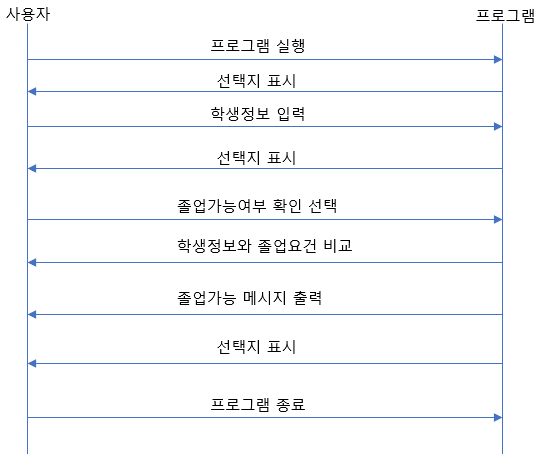 사용자
프로그램
프로그램 실행
선택지 표시
학생정보 입력
선택지 표시
졸업가능여부 확인 선택
학생정보와 졸업요건 비교
졸업가능 메시지 출력
선택지 표시
프로그램 종료